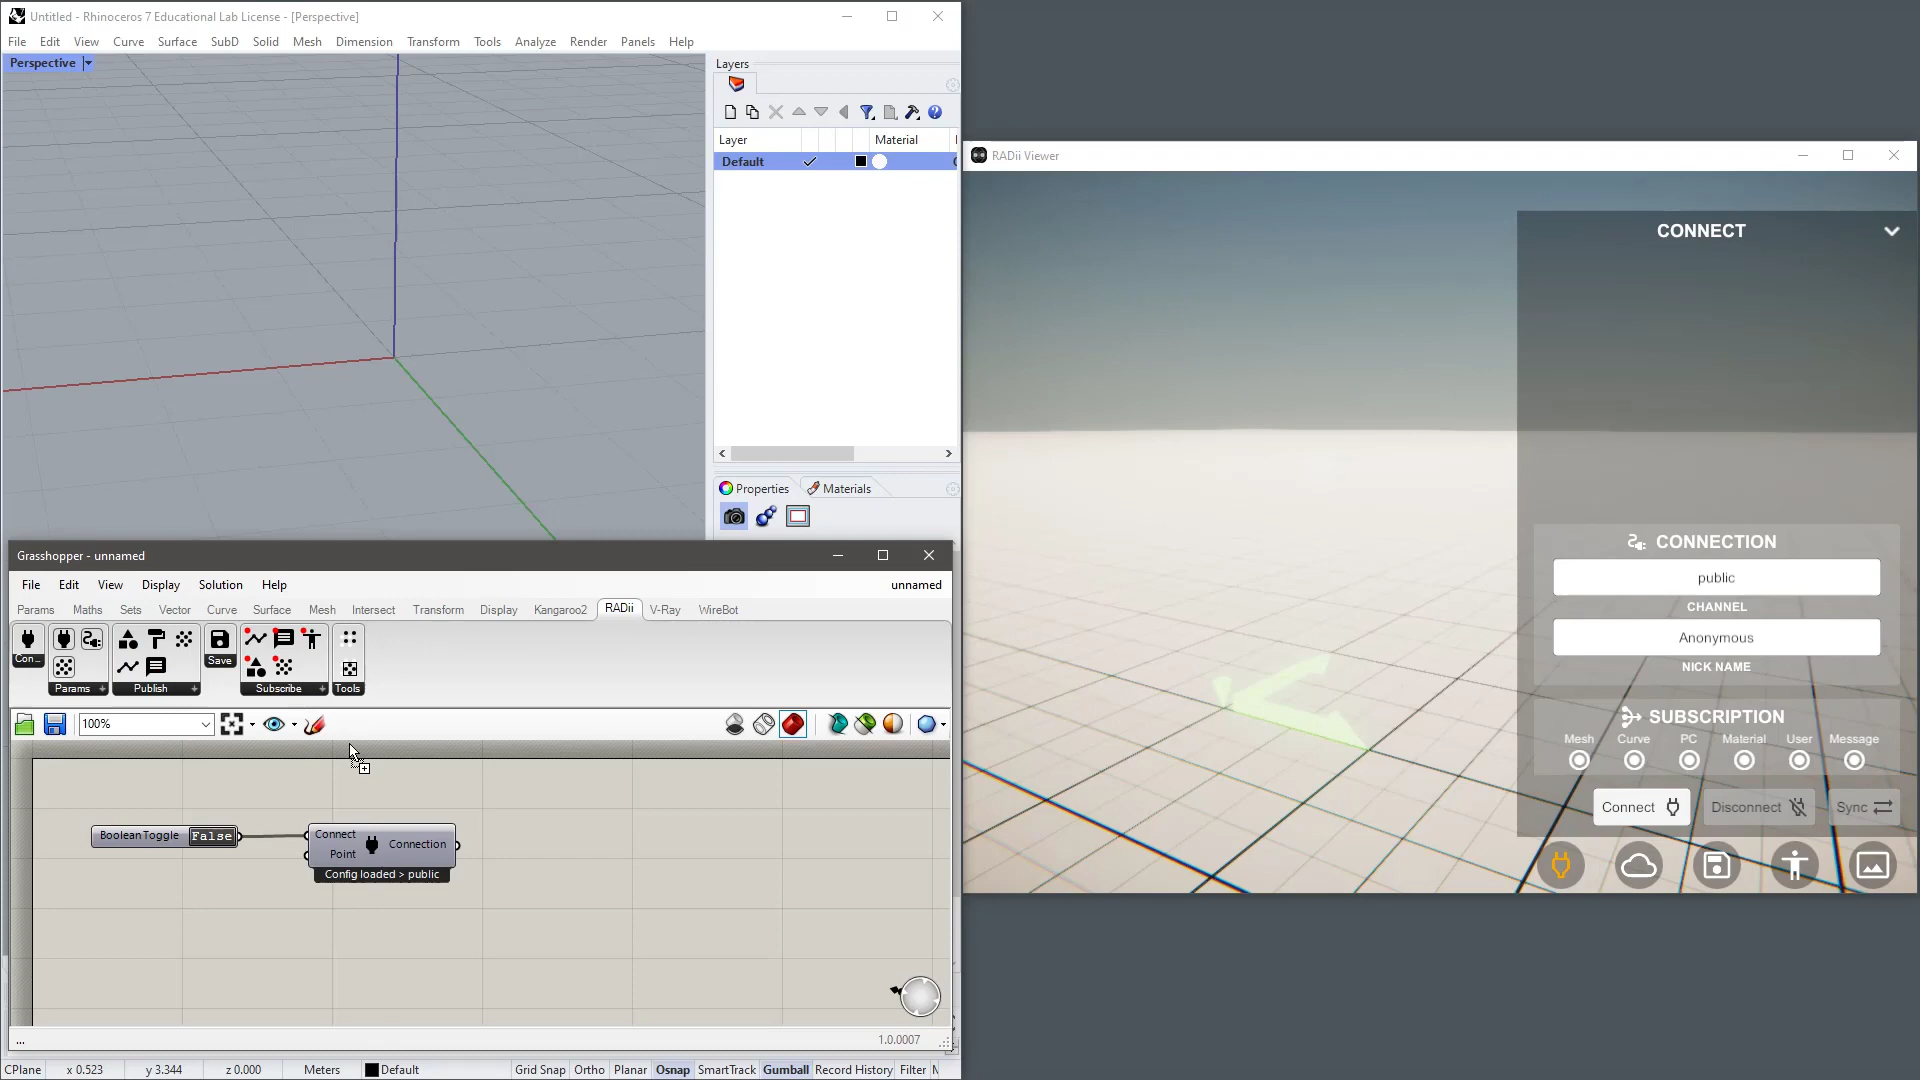 Untitled - Rhinoceros 7 Educational Lab License - [Perspective]
File Edit View Curve Surface SubD Solid Mesh Dimension Transform Tools Analyze Render Panels Help
Perspective
Layers
Layer Material
Default
Properties Materials
Grasshopper - unnamed
File Edit View Display Solution Help unnamed
Params Maths Sets Vector Curve Surface Mesh Intersect Transform Display Kangaroo2 RADii V-Ray WireBot
Con... Params Publish Save Subscribe Tools
100%
Boolean Toggle False
Connect
Point
Connection
Config loaded > public
... 1.0.0007
CPlane x 0.523 y 3.344 z 0.000 Meters Default Grid Snap Ortho Planar Osnap SmartTrack Gumball Record History Filter
RADii Viewer
CONNECT
CONNECTION
public
CHANNEL
Anonymous
NICK NAME
SUBSCRIPTION
Mesh Curve PC Material User Message
Connect Disconnect Sync